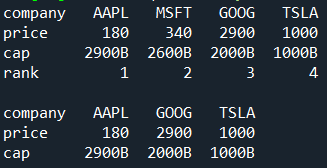 company AAPL MSFT GOOG TSLA
price 180 340 2900 1000
cap 2900B 2600B 2000B 1000B
rank 1 2 3 4
company AAPL GOOG TSLA
price 180 2900 1000
cap 2900B 2000B 1000B